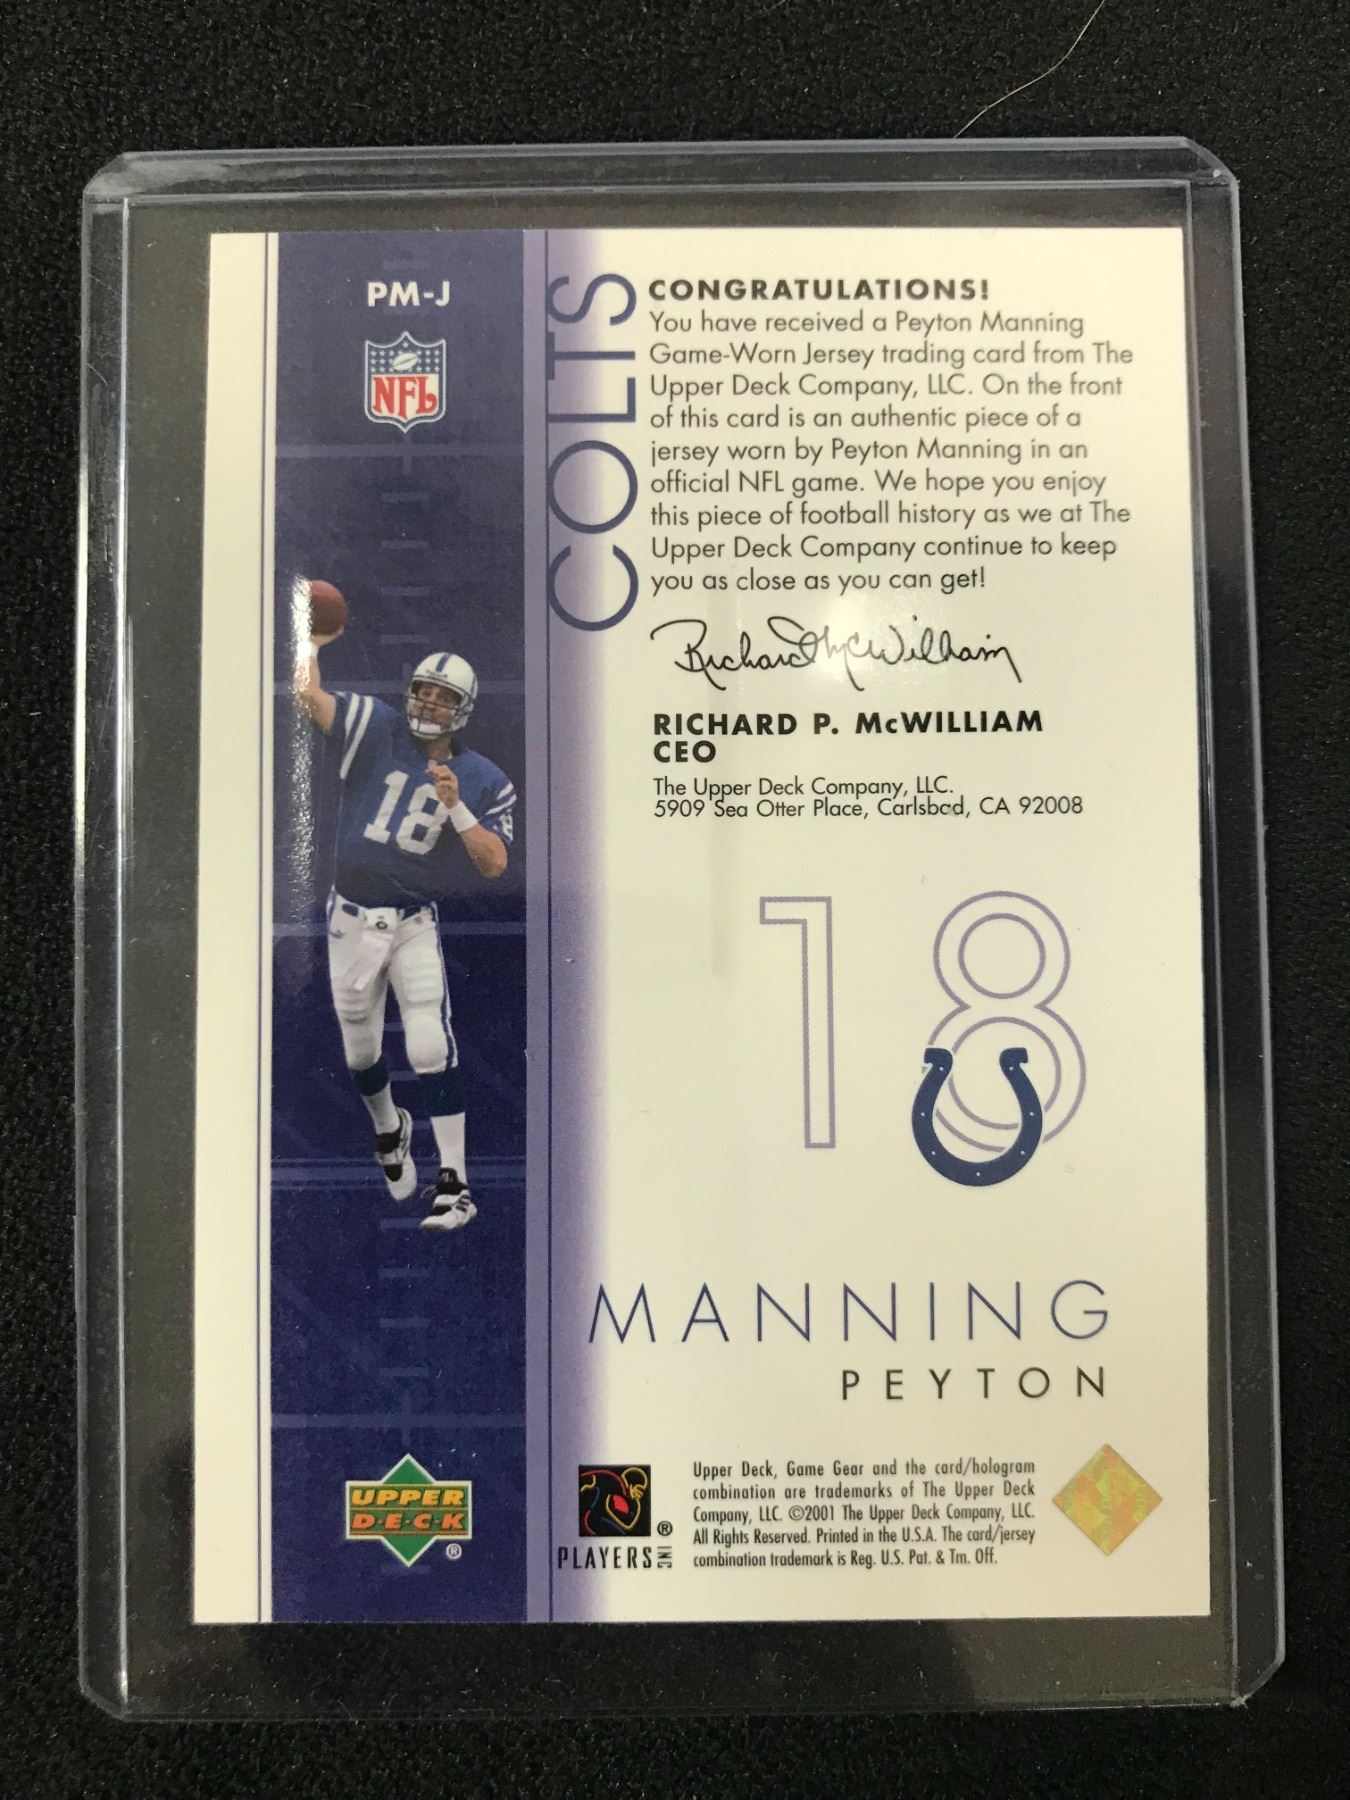 PM-J
NFL
COLTS
CONGRATULATIONS!
You have received a Peyton Manning
Game-Worn Jersey trading card from The
Upper Deck Company, LLC. On the front
of this card is an authentic piece of a
jersey worn by Peyton Manning in an
official NFL game. We hope you enjoy
this piece of football history as we at The
Upper Deck Company continue to keep
you as close as you can get!
Richard McWilliam
RICHARD P. McWILLIAM
CEO
The Upper Deck Company, LLC.
5909 Sea Otter Place, Carlsbad, CA 92008
18
18
MANNING
PEYTON
UPPER
D·E·C·K
®
®
PLAYERS INC
Upper Deck, Game Gear and the card/hologram
combination are trademarks of The Upper Deck
Company, LLC. ©2001 The Upper Deck Company, LLC.
All Rights Reserved. Printed in the U.S.A. The card/jersey
combination trademark is Reg. U.S. Pat. & Tm. Off.